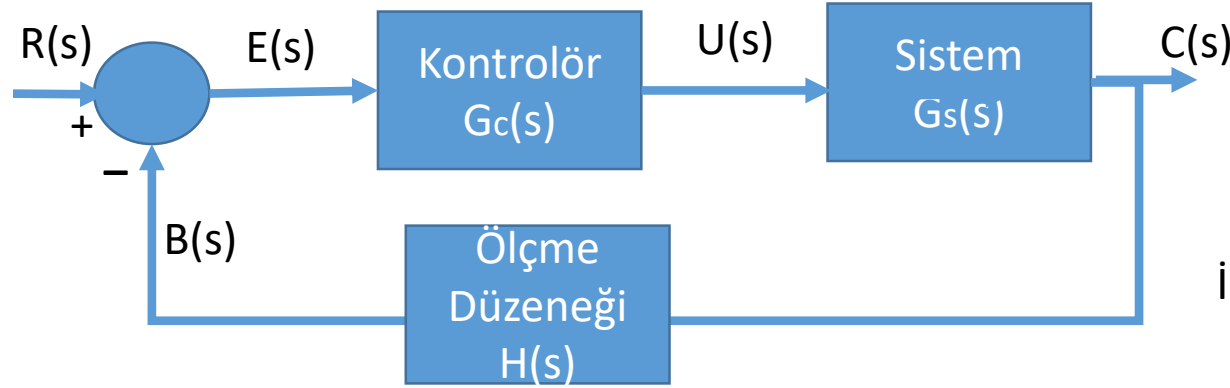 R(s)
E(s)
Kontrolör
Gc(s)
U(s)
Sistem
Gs(s)
C(s)
+
−
B(s)
Ölçme
Düzeneği
H(s)
İ